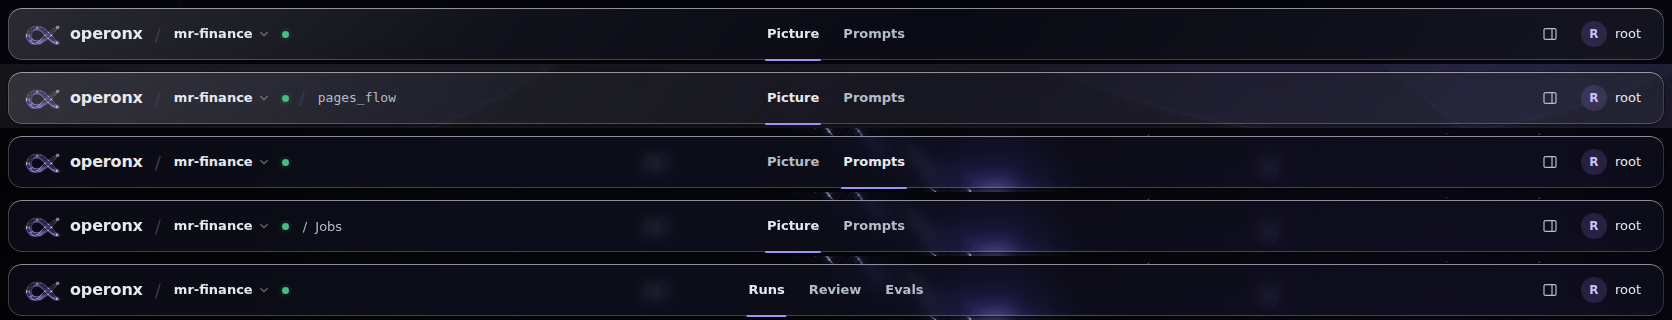 operonx / mr-finance Picture Prompts R root
operonx / mr-finance / pages_flow Picture Prompts R root
operonx / mr-finance Picture Prompts R root
operonx / mr-finance / Jobs Picture Prompts R root
operonx / mr-finance Runs Review Evals R root